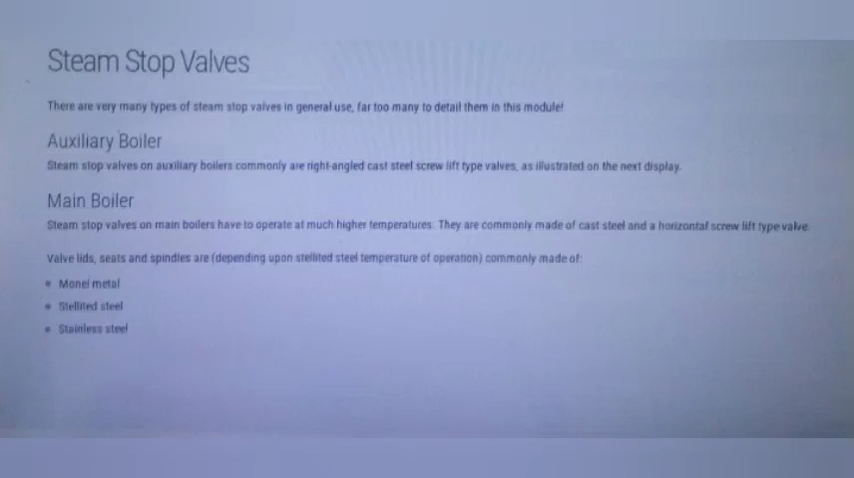 Steam Stop Valves
There are very many types of steam stop valves in general use, far too many to detail them in this module!
Auxiliary Boiler
Steam stop valves on auxiliary boilers commonly are right-angled cast steel screw lift type valves, as illustrated on the next display.
Main Boiler
Steam stop valves on main boilers have to operate at much higher temperatures. They are commonly made of cast steel and a horizontal screw lift type valve.
Valve lids, seats and spindles are (depending upon stellited steel temperature of operation) commonly made of:
• Monel metal
• Stellited steel
• Stainless steel